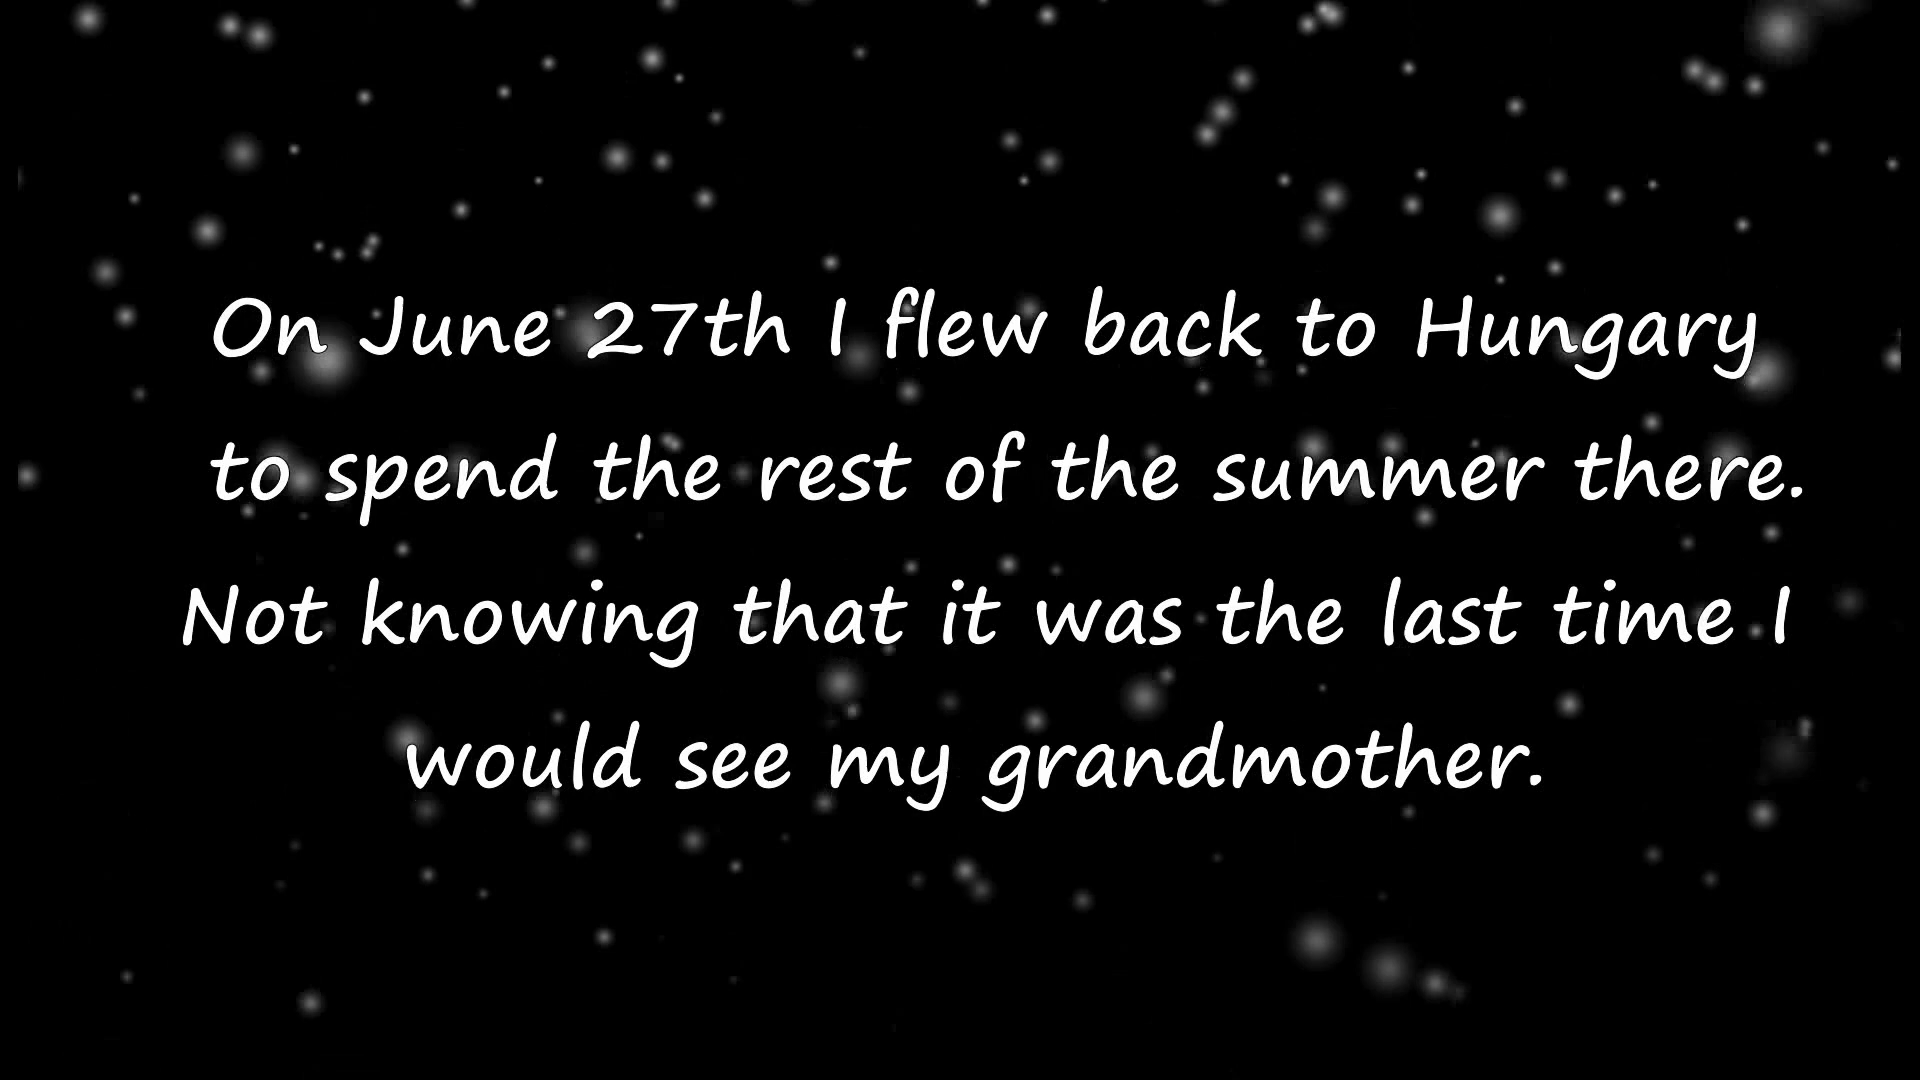 On June 27th I flew back to Hungary
to spend the rest of the summer there.
Not knowing that it was the last time I
would see my grandmother.